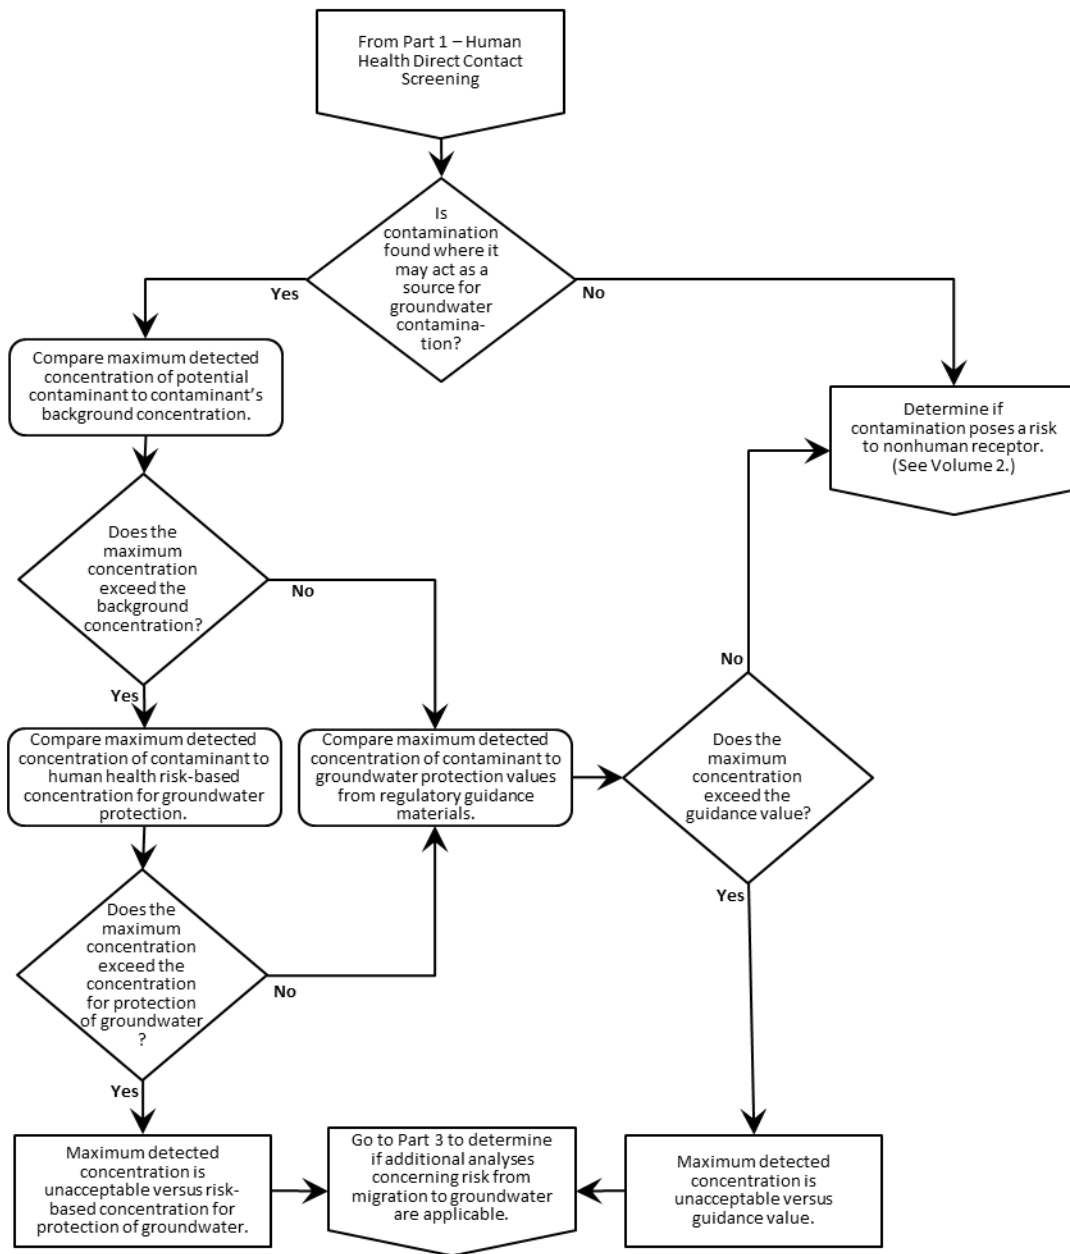 From Part 1 – Human
Health Direct Contact
Screening
Is
contamination
found where it
may act as a
source for
groundwater
contamina-
tion?
Yes
No
Compare maximum detected
concentration of potential
contaminant to contaminant’s
background concentration.
Determine if
contamination poses a risk
to nonhuman receptor.
(See Volume 2.)
Does the
maximum
concentration
exceed the
background
concentration?
No
Yes
Compare maximum detected
concentration of contaminant to
human health risk-based
concentration for groundwater
protection.
Compare maximum detected
concentration of contaminant to
groundwater protection values
from regulatory guidance
materials.
No
Does the
maximum
concentration
exceed the
guidance value?
Yes
Does the
maximum
concentration
exceed the
concentration
for protection
of groundwater
?
No
Yes
Maximum detected
concentration is
unacceptable versus risk-
based concentration for
protection of groundwater.
Go to Part 3 to determine
if additional analyses
concerning risk from
migration to groundwater
are applicable.
Maximum detected
concentration is
unacceptable versus
guidance value.